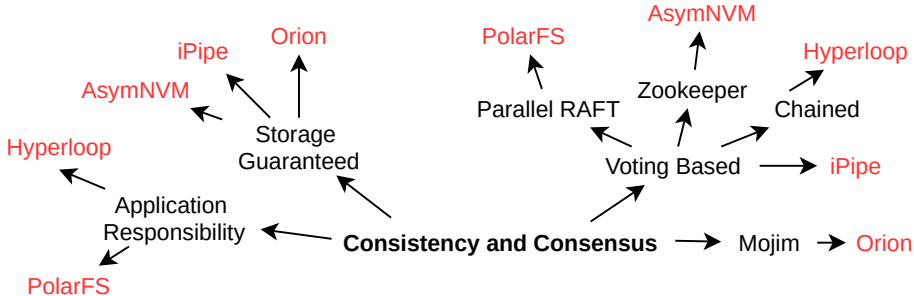 AsymNVM
Orion
PolarFS
iPipe
Hyperloop
AsymNVM
Zookeeper
Parallel RAFT
Chained
Storage
Guaranteed
Hyperloop
Voting Based
iPipe
Application
Responsibility
Consistency and Consensus
Mojim
Orion
PolarFS